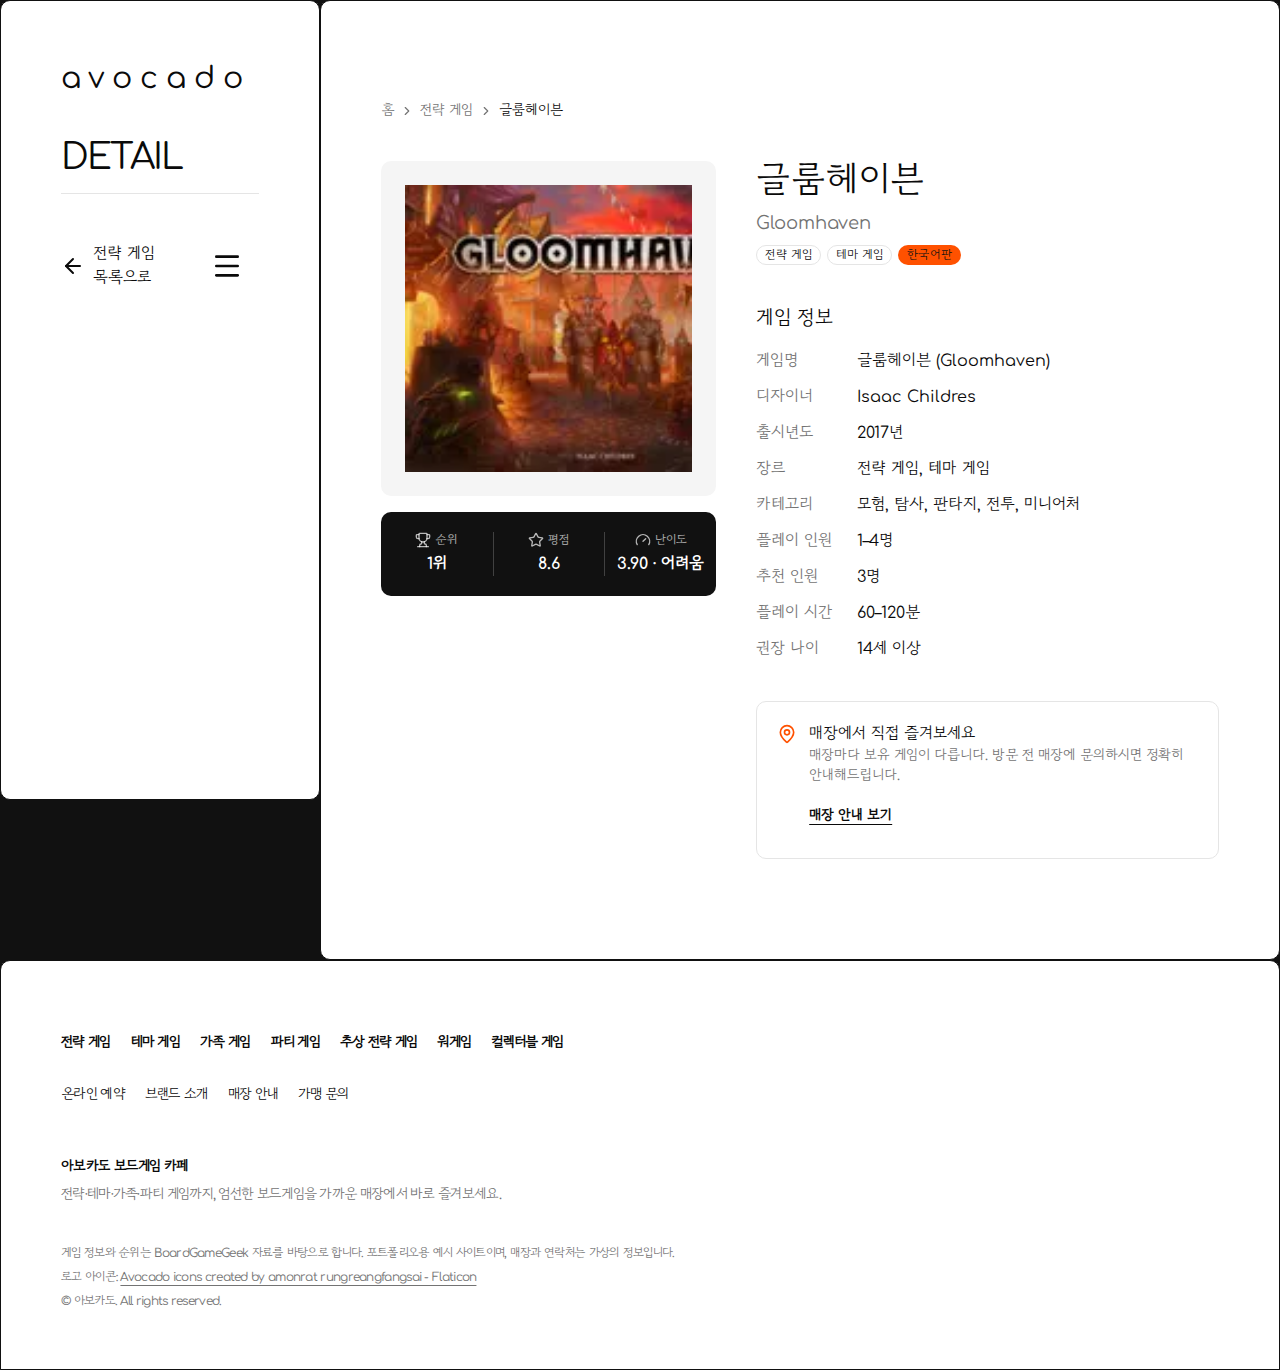 avocado
DETAIL
전략 게임
목록으로
홈 > 전략 게임 > 글룸헤이븐
GLOOMHAV
ISAAC CHILDRES
순위
1위
평점
8.6
난이도
3.90 · 어려움
글룸헤이븐
Gloomhaven
전략 게임 테마 게임 한국어판
게임 정보
게임명 글룸헤이븐 (Gloomhaven)
디자이너 Isaac Childres
출시년도 2017년
장르 전략 게임, 테마 게임
카테고리 모험, 탐사, 판타지, 전투, 미니어처
플레이 인원 1–4명
추천 인원 3명
플레이 시간 60–120분
권장 나이 14세 이상
매장에서 직접 즐겨보세요
매장마다 보유 게임이 다릅니다. 방문 전 매장에 문의하시면 정확히
안내해드립니다.
매장 안내 보기
전략 게임 테마 게임 가족 게임 파티 게임 추상 전략 게임 워게임 컬렉터블 게임
온라인 예약 브랜드 소개 매장 안내 가맹 문의
아보카도 보드게임 카페
전략·테마·가족·파티 게임까지, 엄선한 보드게임을 가까운 매장에서 바로 즐겨보세요.
게임 정보와 순위는 BoardGameGeek 자료를 바탕으로 합니다. 포트폴리오용 예시 사이트이며, 매장과 연락처는 가상의 정보입니다.
로고 아이콘: Avocado icons created by amonrat rungreangfangsai - Flaticon
© 아보카도. All rights reserved.